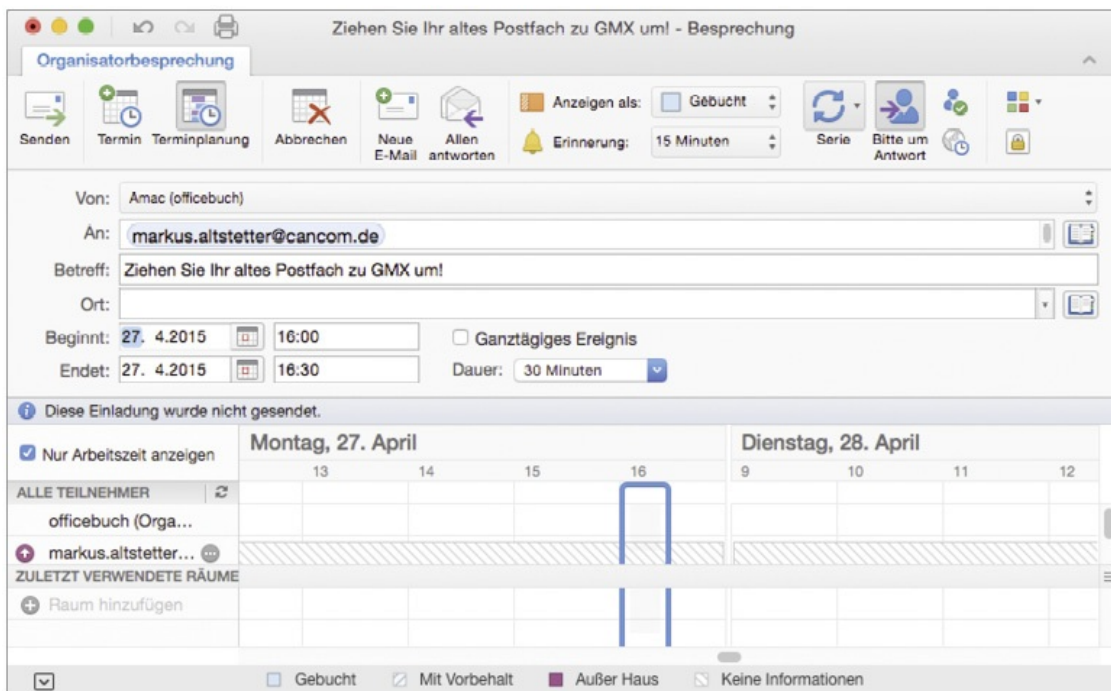 Ziehen Sie Ihr altes Postfach zu GMX um! - Besprechung
Organisatorbesprechung
Senden
Termin
Terminplanung
Abbrechen
Neue E-Mail
Allen antworten
Anzeigen als: Gebucht
Erinnerung: 15 Minuten
Serie
Bitte um Antwort
Von: Amac (officebuch)
An: markus.altstetter@cancom.de
Betreff: Ziehen Sie Ihr altes Postfach zu GMX um!
Ort:
Beginnt: 27. 4.2015 16:00 Ganztägiges Ereignis
Endet: 27. 4.2015 16:30 Dauer: 30 Minuten
Diese Einladung wurde nicht gesendet.
Nur Arbeitszeit anzeigen
Montag, 27. April Dienstag, 28. April
13 14 15 16 9 10 11 12
ALLE TEILNEHMER
officebuch (Orga...
markus.altstetter...
ZULETZT VERWENDETE RÄUME
Raum hinzufügen
Gebucht Mit Vorbehalt Außer Haus Keine Informationen